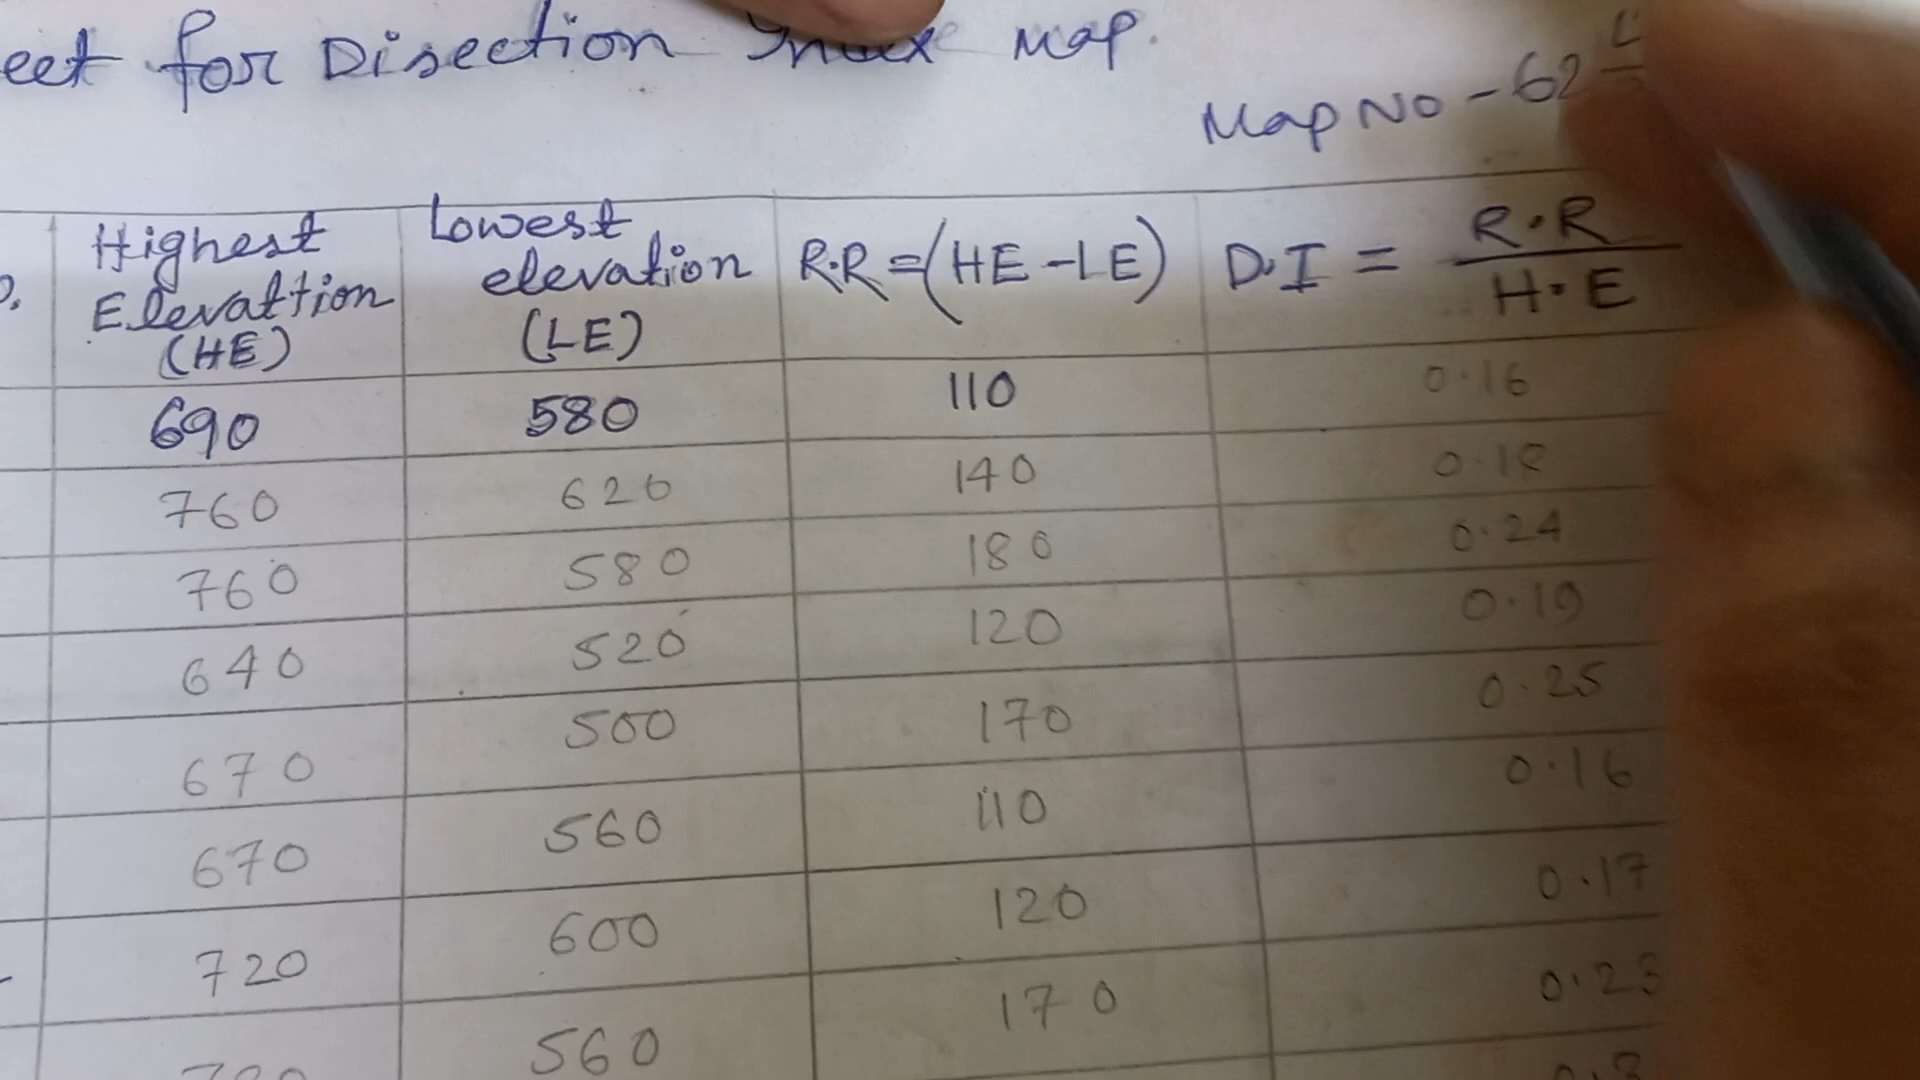 eet for Disection Index Map.
Map No - 62
Highest Elevattion (HE) Lowest elevation (LE) R.R = (HE - LE) D.I = R.R / H.E
690 580 110 0.16
760 620 140 0.18
760 580 180 0.24
640 520 120 0.19
670 500 170 0.25
670 560 110 0.16
720 600 120 0.17
560 170 0.23